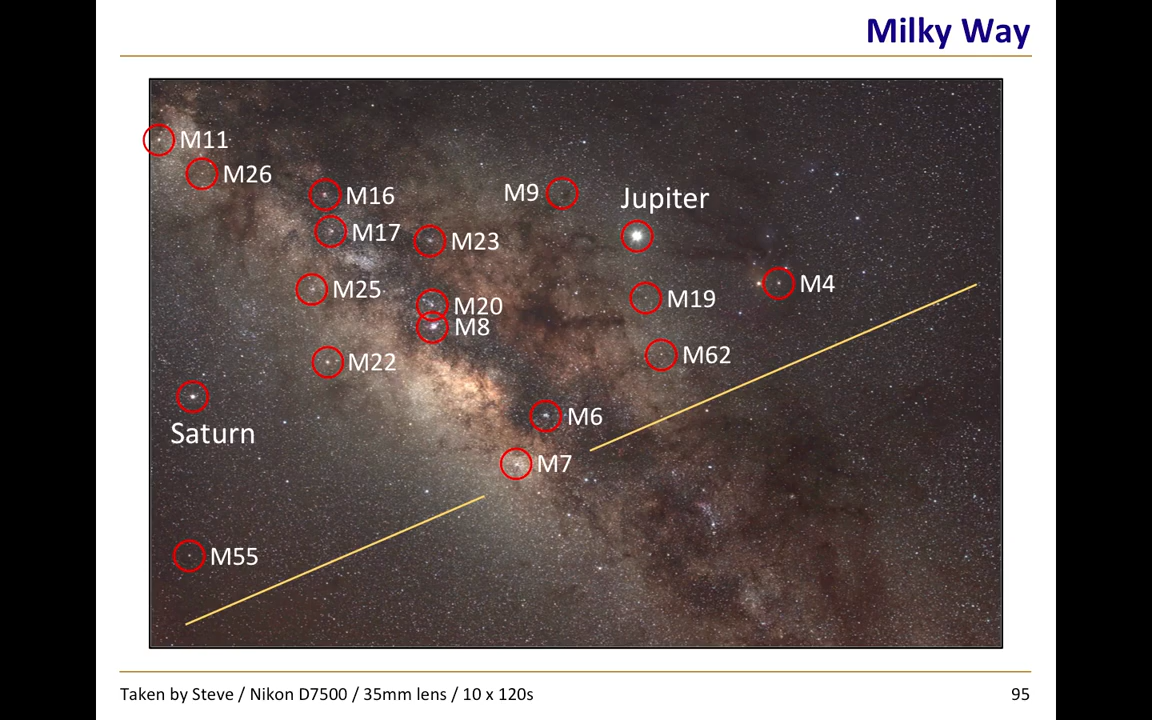 Milky Way
M11
M26
M16
M9
Jupiter
M17
M23
M25
M4
M20
M19
M8
M22
M62
Saturn
M6
M7
M55
Taken by Steve / Nikon D7500 / 35mm lens / 10 x 120s
95